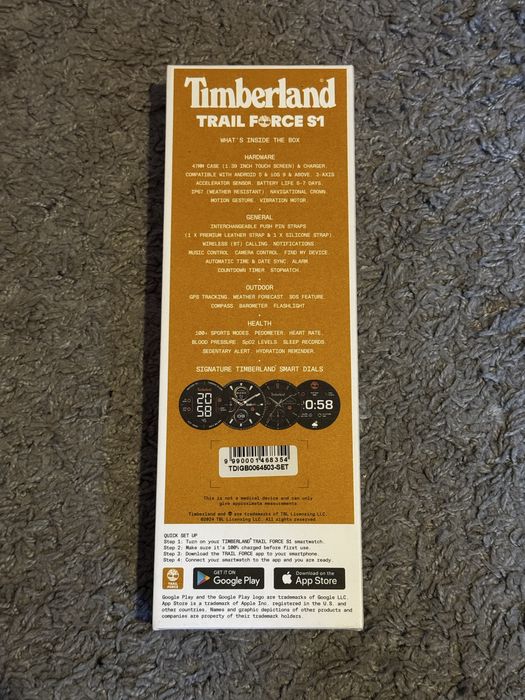 Timberland
TRAIL FORCE S1
WHAT'S INSIDE THE BOX
HARDWARE
47MM CASE (1.39 INCH TOUCH SCREEN) & CHARGER.
COMPATIBLE WITH ANDROID 5 & iOS 9 & ABOVE. 3-AXIS
ACCELERATOR SENSOR. BATTERY LIFE 5-7 DAYS.
IP67 (WEATHER RESISTANT). NAVIGATIONAL CROWN.
MOTION GESTURE. VIBRATION MOTOR.
GENERAL
INTERCHANGEABLE PUSH PIN STRAPS
(1 X PREMIUM LEATHER STRAP & 1 X SILICONE STRAP).
WIRELESS (BT) CALLING. NOTIFICATIONS.
MUSIC CONTROL. CAMERA CONTROL. FIND MY DEVICE.
AUTOMATIC TIME & DATE SYNC. ALARM.
COUNTDOWN TIMER. STOPWATCH.
OUTDOOR
GPS TRACKING. WEATHER FORECAST. SOS FEATURE.
COMPASS. BAROMETER. FLASHLIGHT.
HEALTH
100+ SPORTS MODES. PEDOMETER. HEART RATE.
BLOOD PRESSURE. SpO2 LEVELS. SLEEP RECORDS.
SEDENTARY ALERT. HYDRATION REMINDER.
SIGNATURE TIMBERLAND® SMART DIALS
20
58
Timberland
0:58
9 990001 468354
TDIGB0064503-SET
This is not a medical device and can only
give approximate measurements
Timberland and are trademarks of TBL Licensing LLC.
©2024 TBL Licensing LLC. All rights reserved
QUICK SET UP
Step 1: Turn on your TIMBERLAND® TRAIL FORCE S1 smartwatch.
Step 2: Make sure it's 100% charged before first use.
Step 3: Download the TRAIL FORCE app to your smartphone.
Step 4: Connect your smartwatch to the app and you are ready.
TRAIL FORCE
GET IT ON
Google Play
Download on the
App Store
Google Play and the Google Play logo are trademarks of Google LLC.
App Store is a trademark of Apple Inc. registered in the U.S. and
other countries. Names and graphic depictions of other products and
companies are property of their trademark holders.